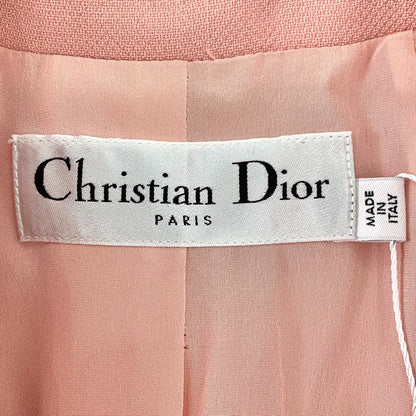 Christian Dior
PARIS
MADE
IN
ITALY